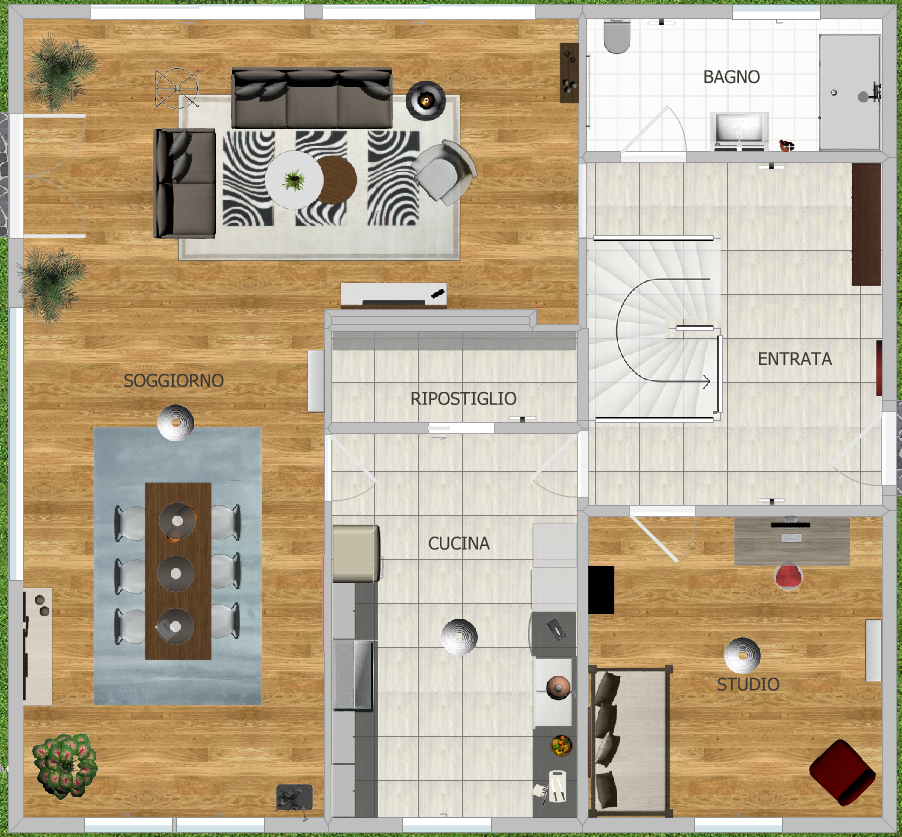 BAGNO
ENTRATA
SOGGIORNO
RIPOSTIGLIO
CUCINA
STUDIO